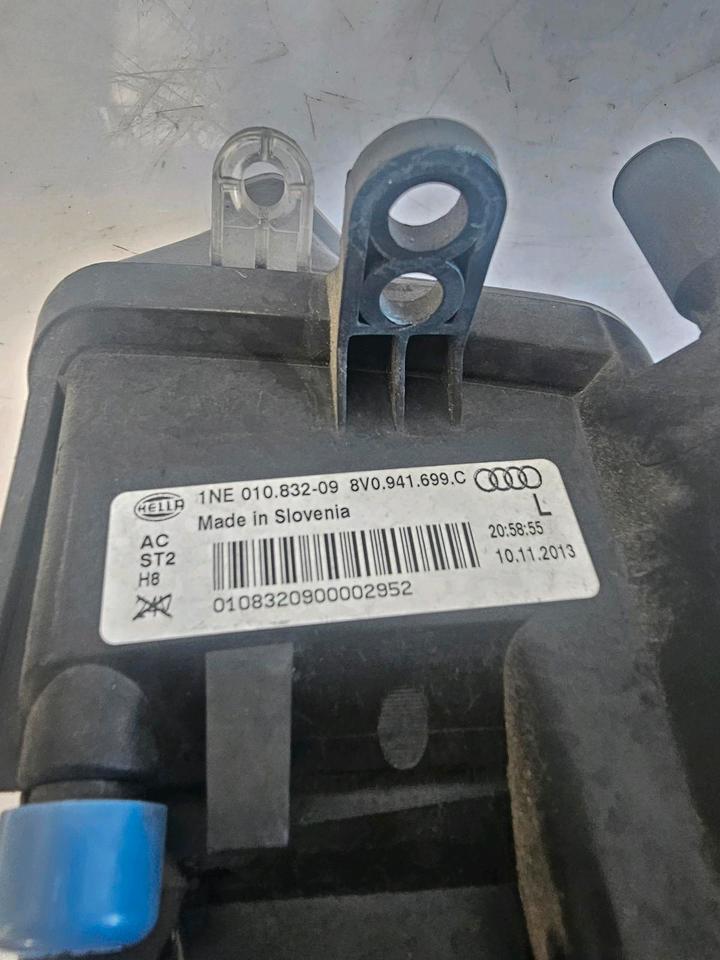 HELLA 1NE 010.832-09 8V0.941.699.C
Made in Slovenia L
AC 20:58:55
ST2 10.11.2013
H8
24V 0108320900002952